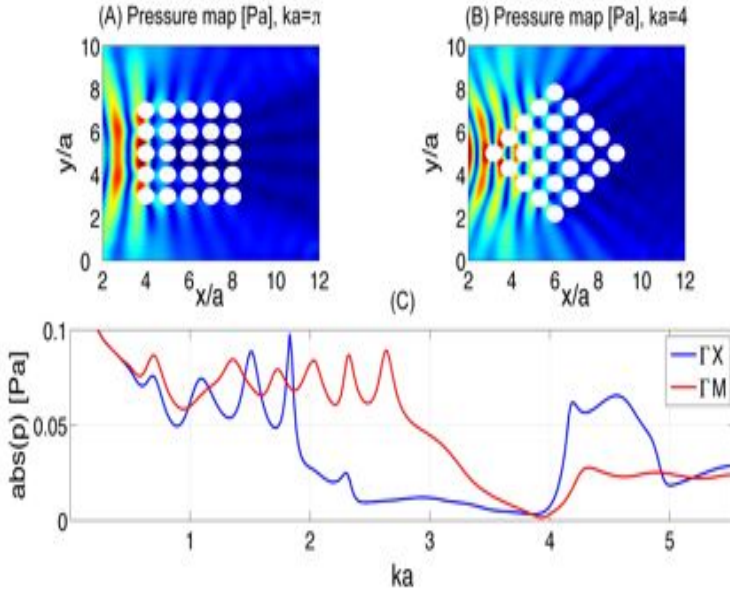 (A) Pressure map [Pa], ka=π
(B) Pressure map [Pa], ka=4
10
8
6
4
2
0
y/a
2 4 6 8 10 12
x/a
10
8
6
4
2
0
y/a
2 4 6 8 10 12
x/a
(C)
0.1
0.05
0
abs(p) [Pa]
ΓX
ΓM
1 2 3 4 5
ka